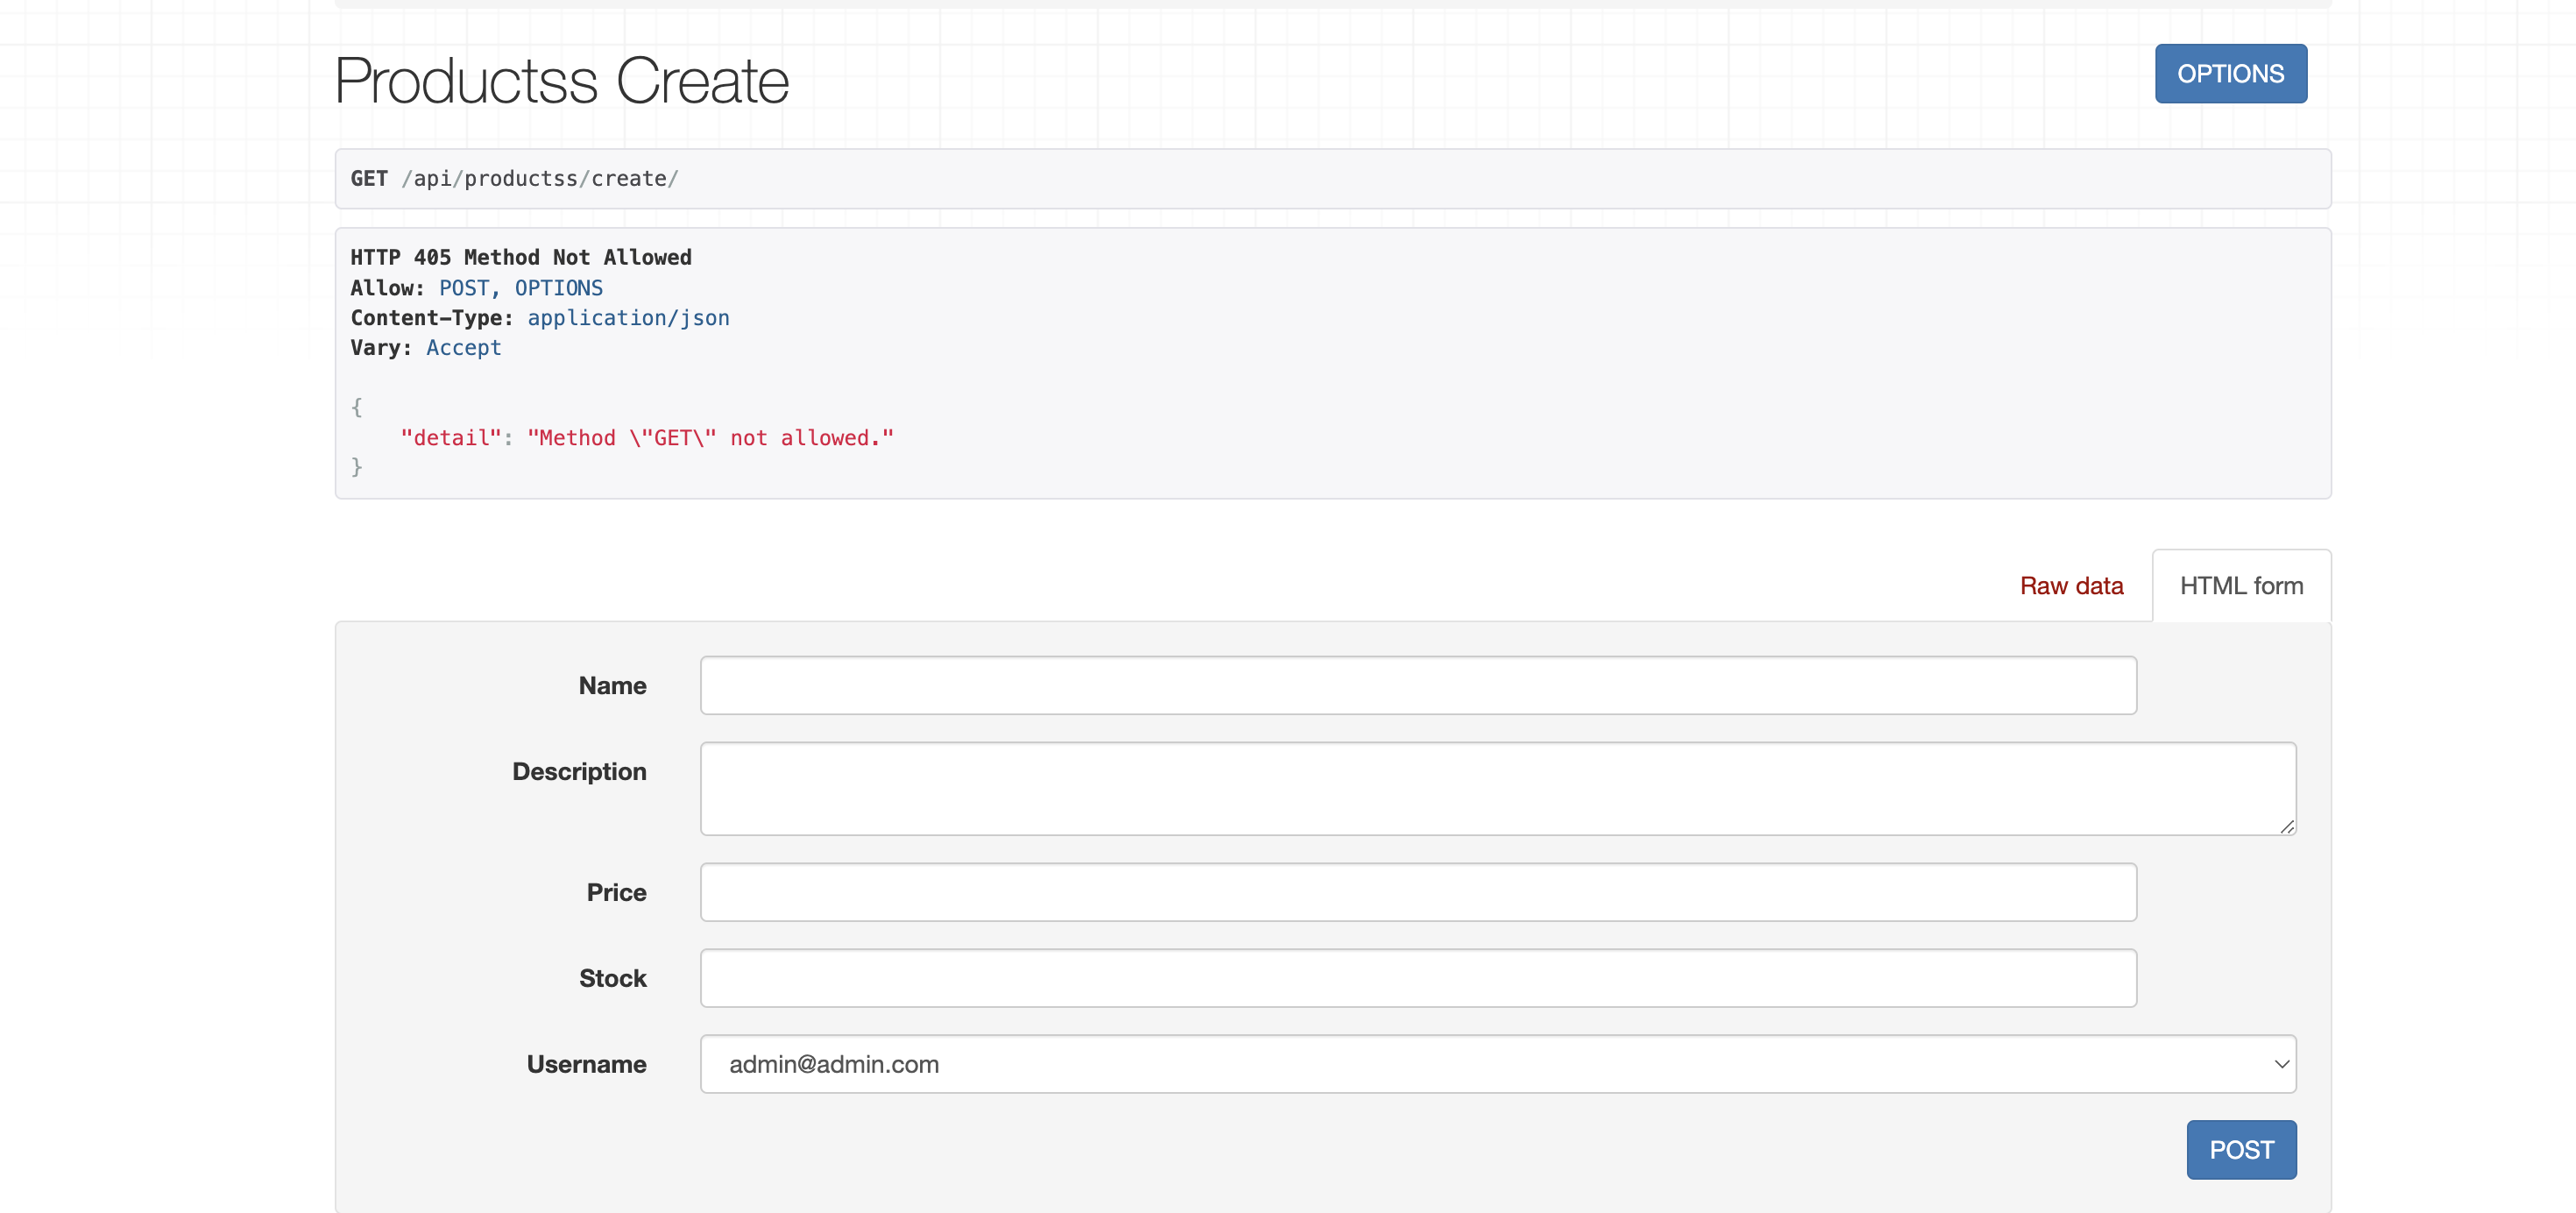 Productss Create
OPTIONS
GET /api/productss/create/
HTTP 405 Method Not Allowed
Allow: POST, OPTIONS
Content-Type: application/json
Vary: Accept
{
    "detail": "Method \"GET\" not allowed."
}
Raw data
HTML form
Name
Description
Price
Stock
Username
admin@admin.com
POST